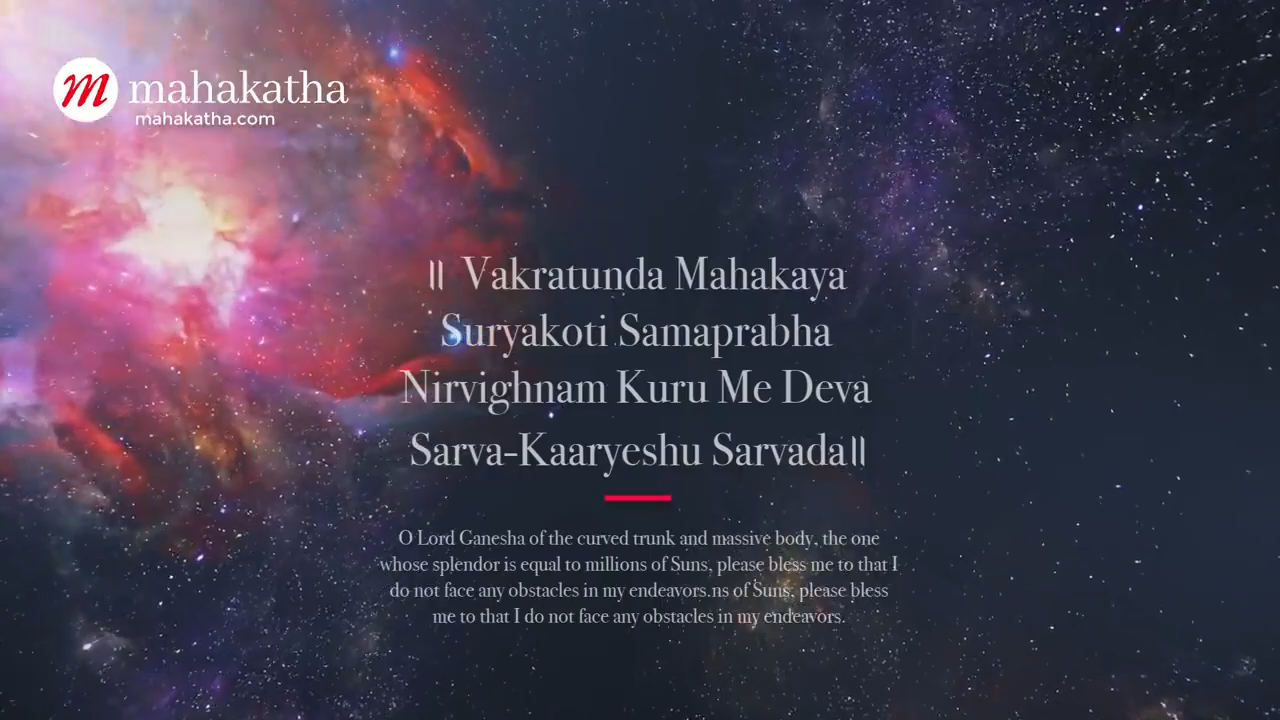 m mahakatha
mahakatha.com
॥ Vakratunda Mahakaya
Suryakoti Samaprabha
Nirvighnam Kuru Me Deva
Sarva-Kaaryeshu Sarvada॥
O Lord Ganesha of the curved trunk and massive body, the one
whose splendor is equal to millions of Suns, please bless me to that I
do not face any obstacles in my endeavors.ns of Suns, please bless
me to that I do not face any obstacles in my endeavors.